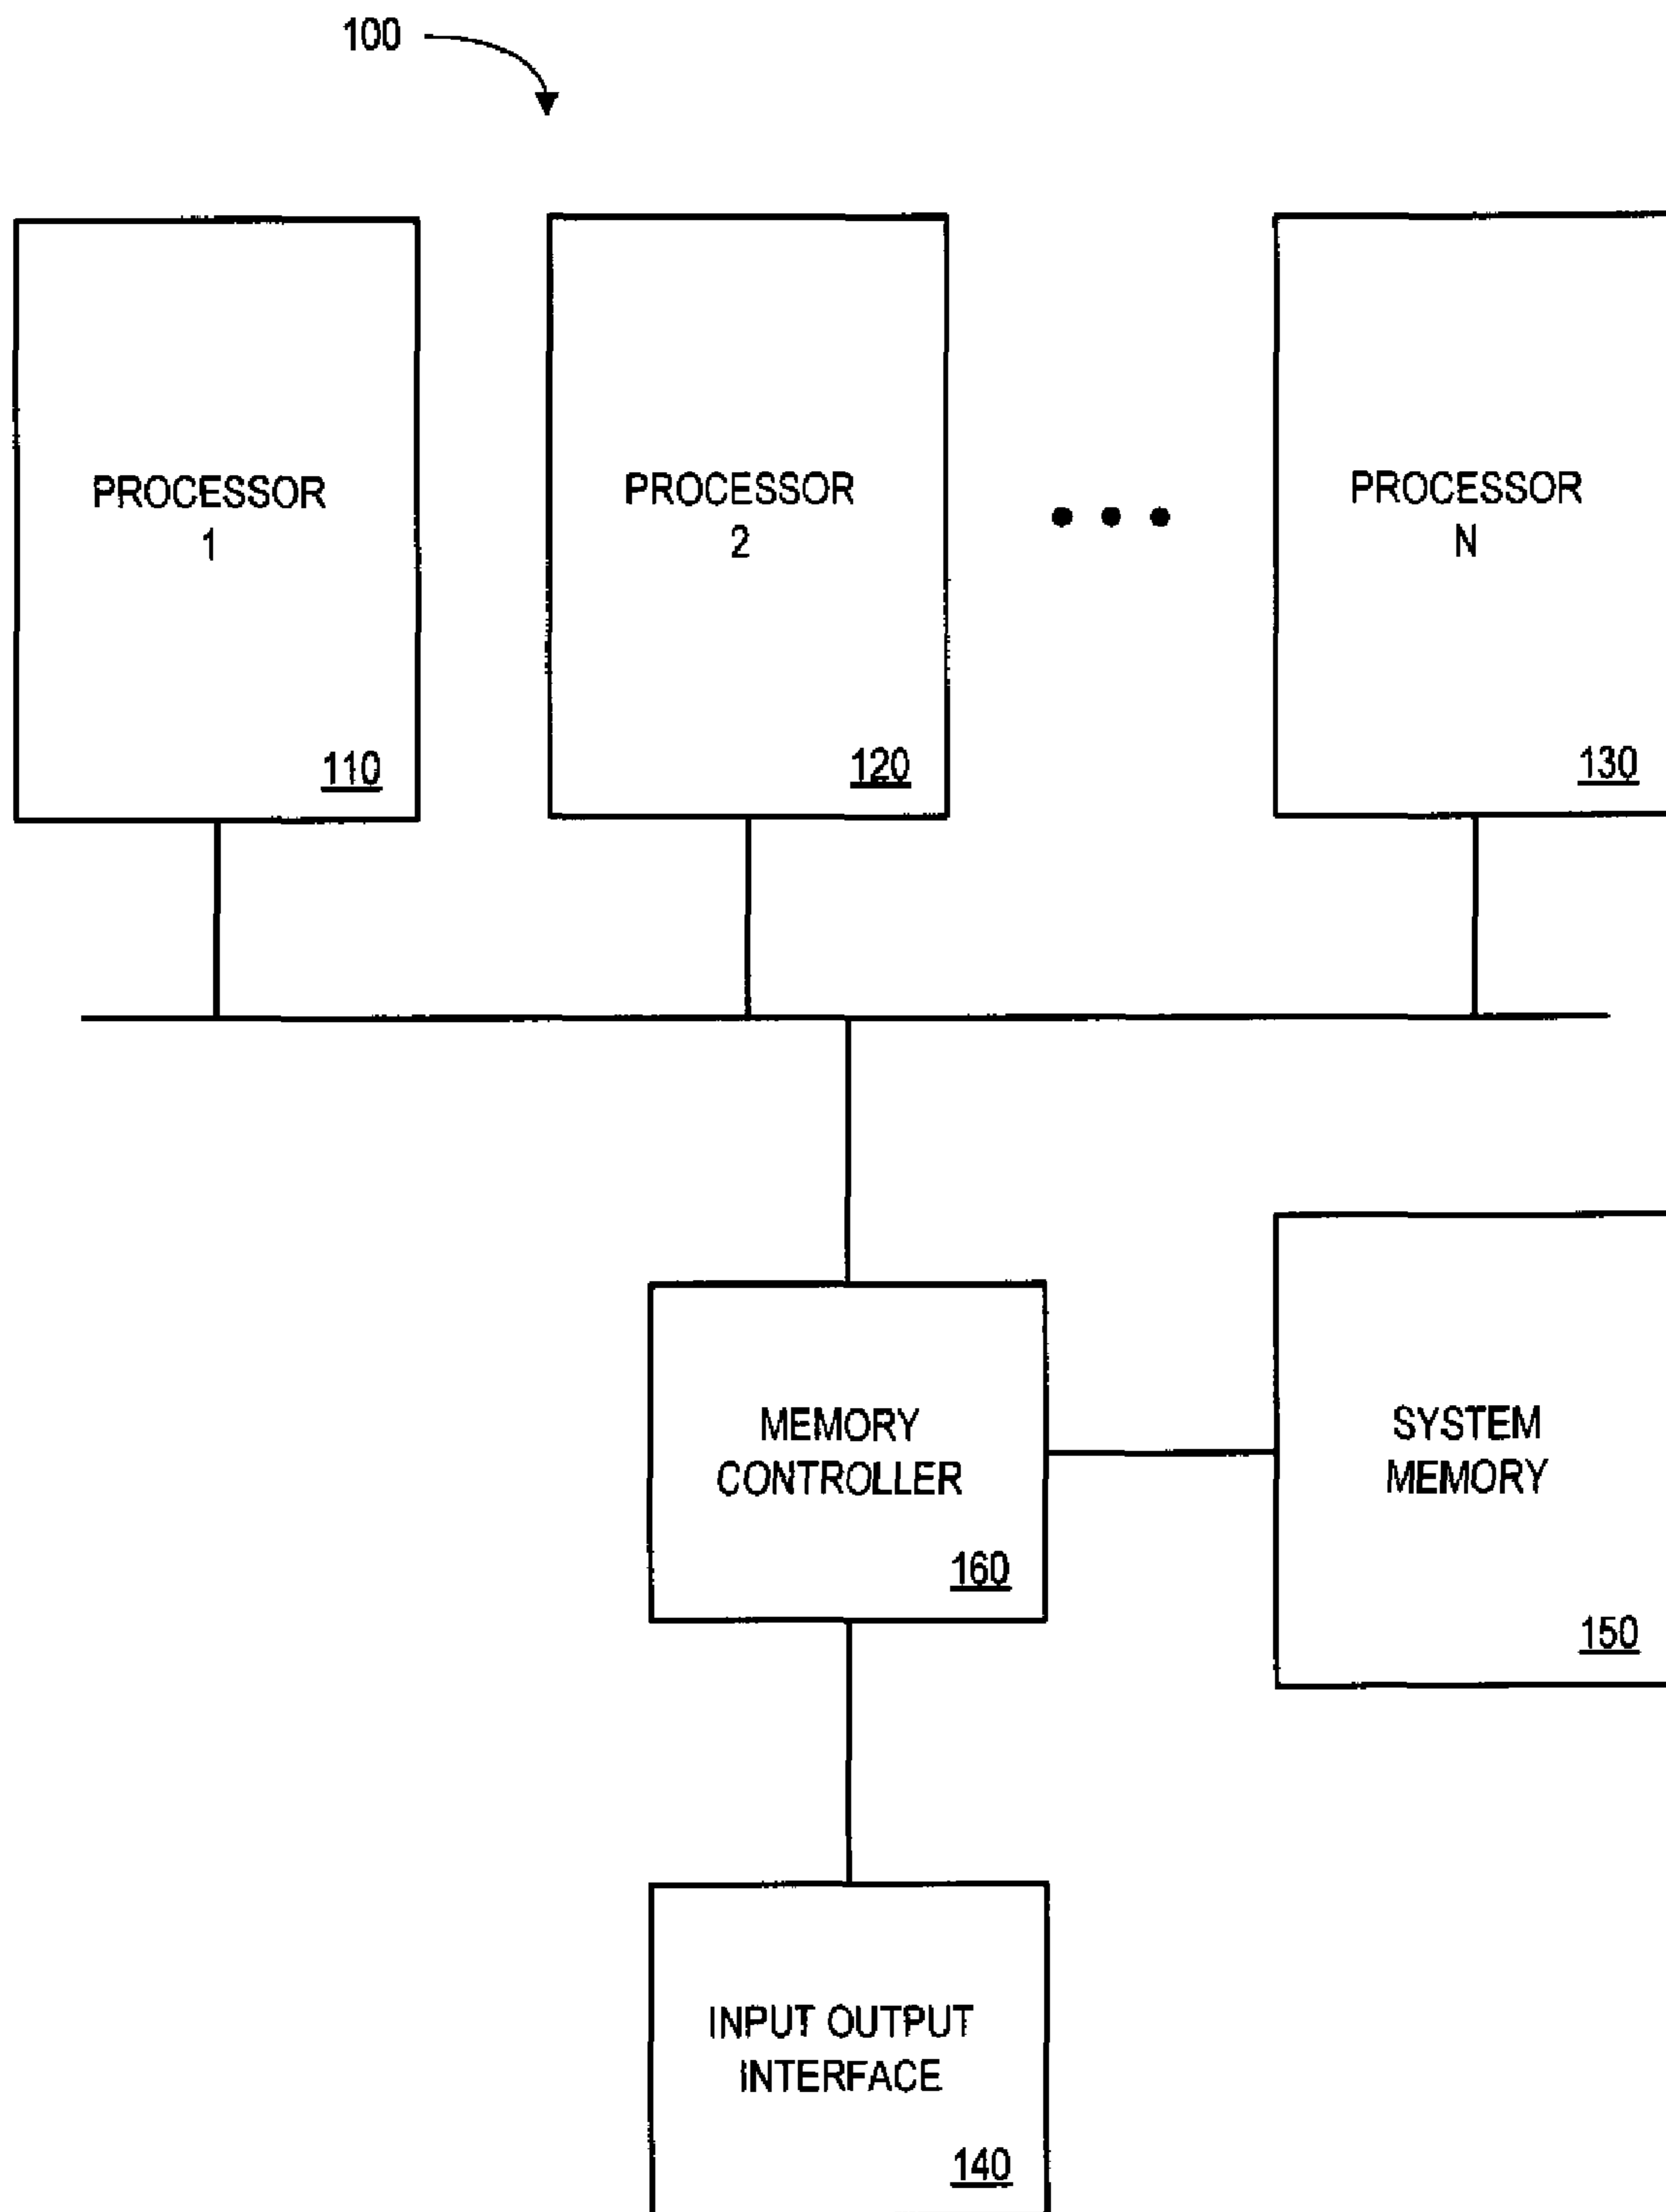 100
PROCESSOR
1
110
PROCESSOR
2
120
PROCESSOR
N
130
MEMORY
CONTROLLER
160
SYSTEM
MEMORY
150
INPUT OUTPUT
INTERFACE
140